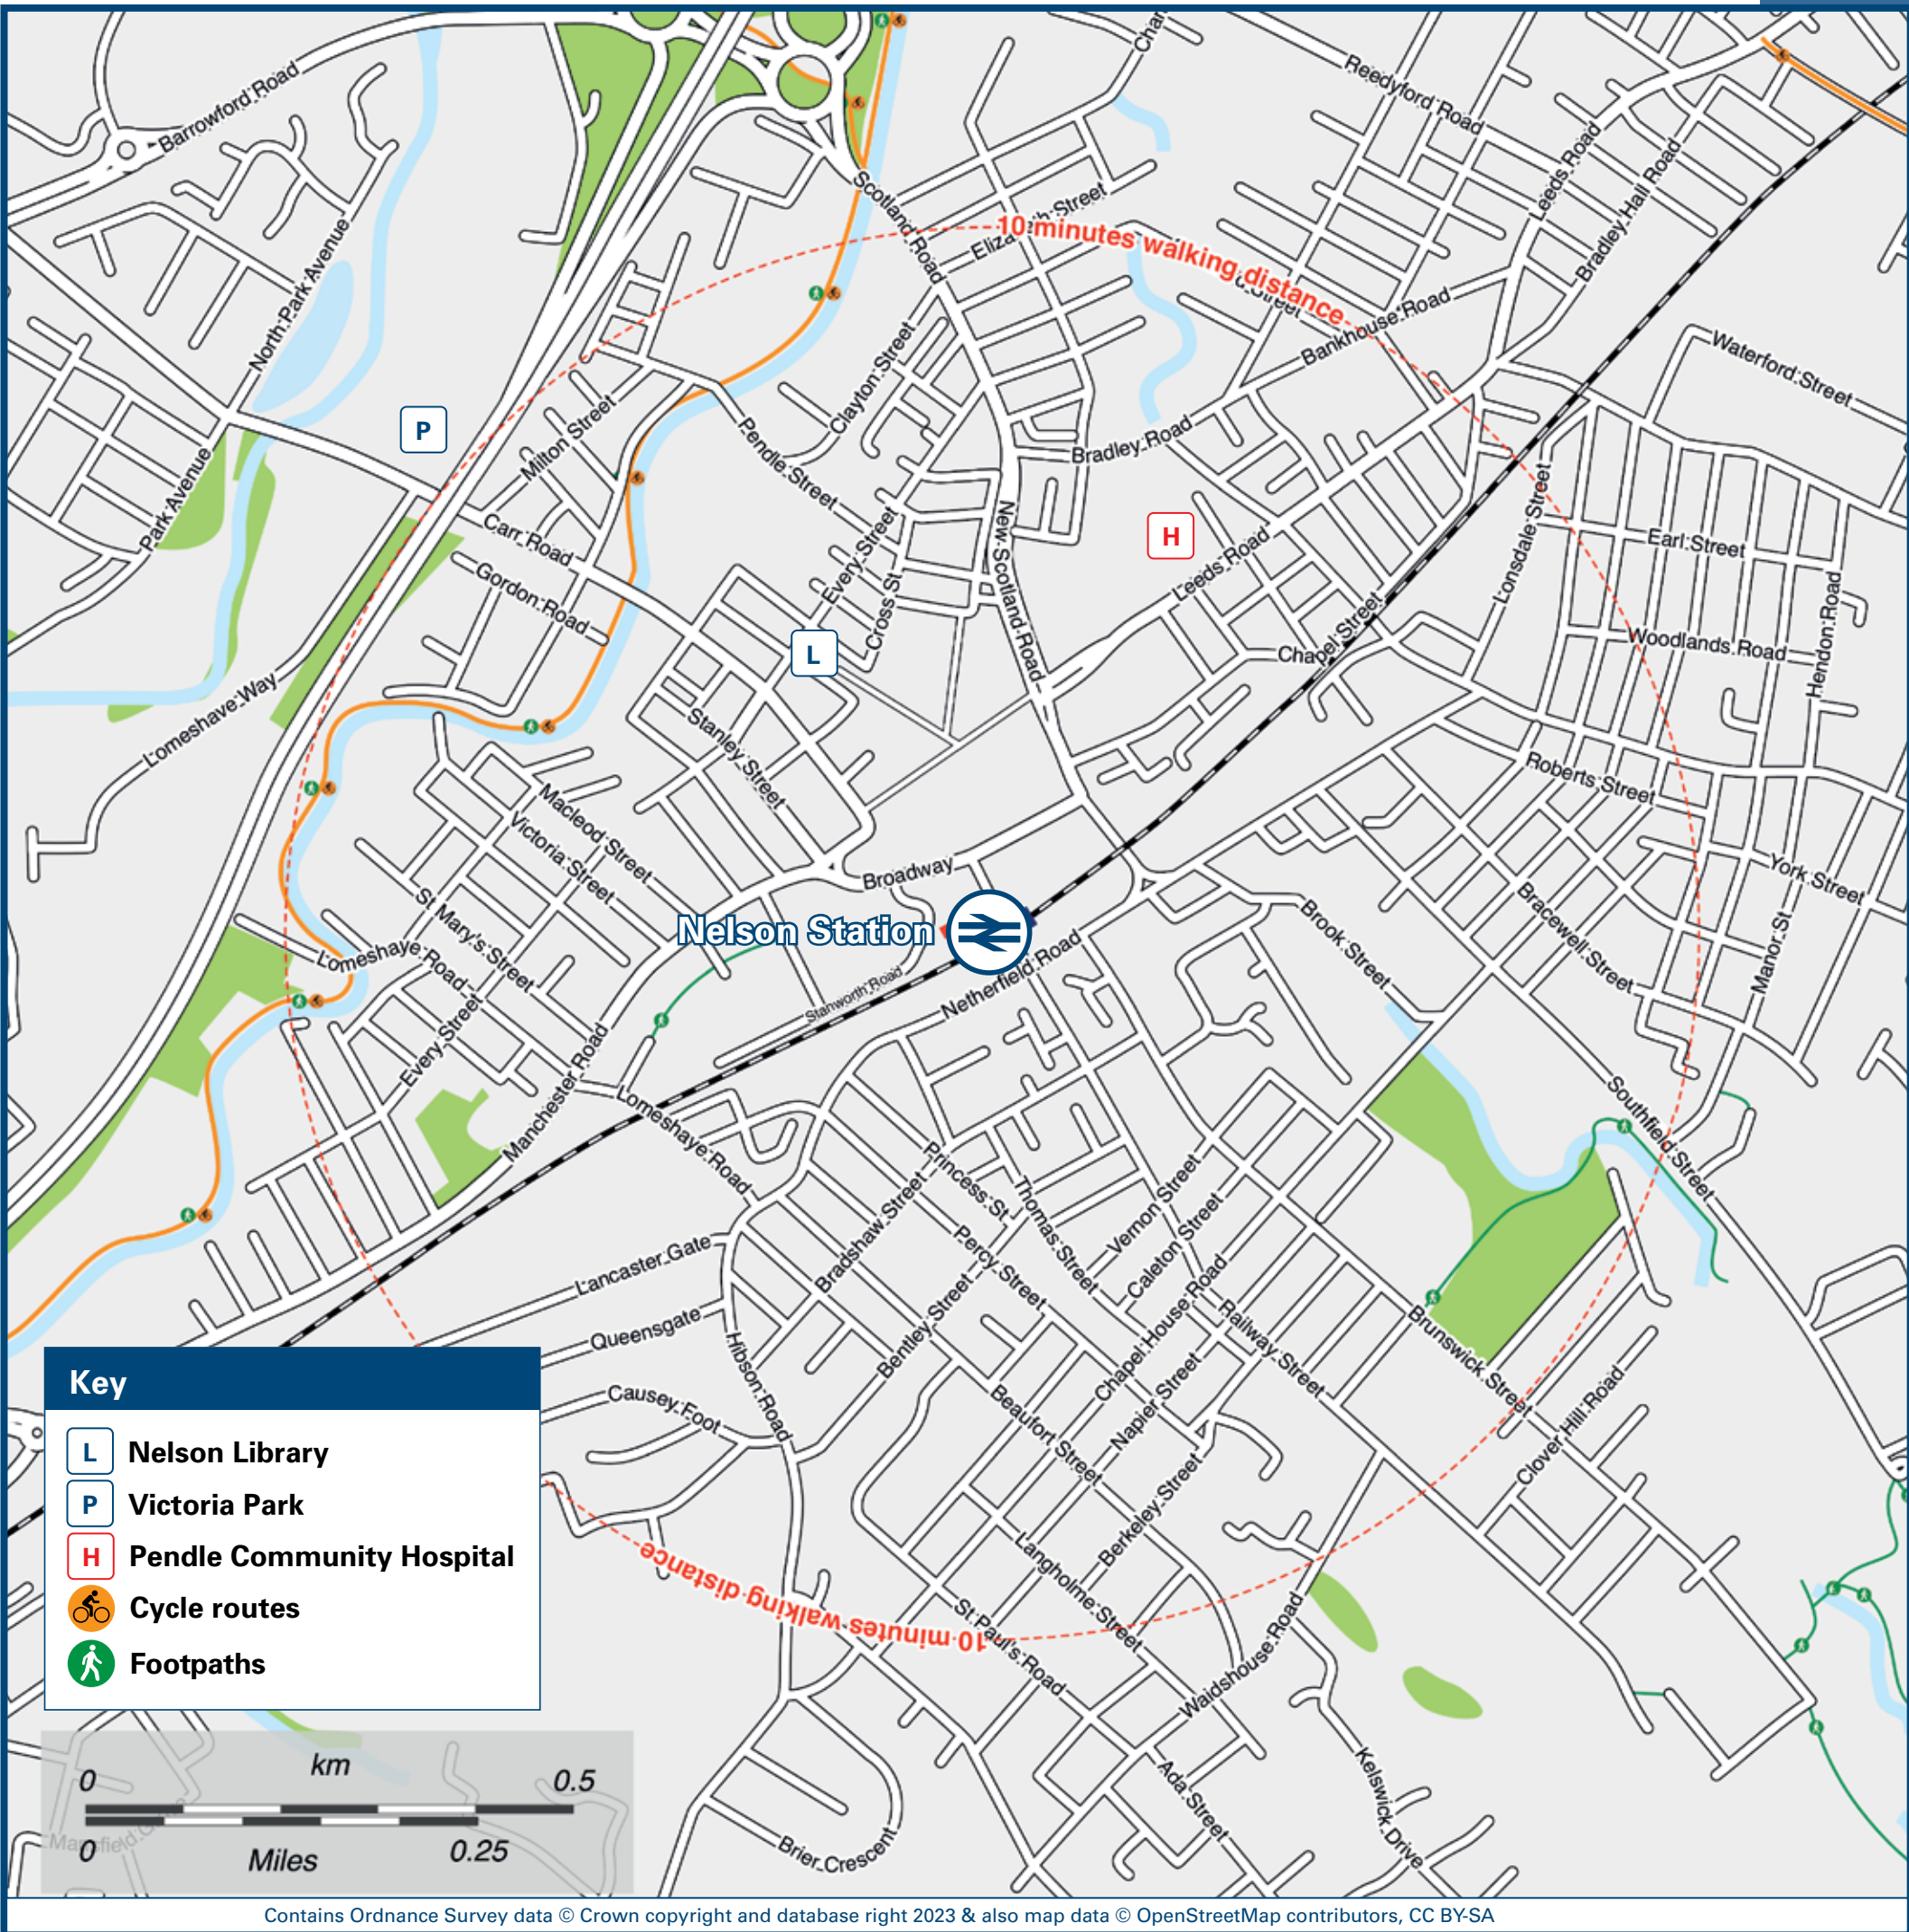 Barrowford Road
Reedyford Road
Leeds Road
Bradley Hall Road
Scotland Road
North Park Avenue
10 minutes walking distance
Bankhouse Road
Waterford Street
Clayton Street
P
Milton Street
Pendle Street
Bradley Road
Park Avenue
Carr Road
Every Street
New Scotland Road
H
Lonsdale Street
Earl Street
Gordon Road
Cross St
Leeds Road
Hendon Road
L
Chapel Street
Woodlands Road
Lomeshaye Way
Stanley Street
Roberts Street
Macleod Street
Victoria Street
Broadway
York Street
St Mary's Street
Nelson Station
Brook Street
Bracewell Street
Manor St
Lomeshaye Road
Stanworth Road
Netherfield Road
Every Street
Manchester Road
Lomeshaye Road
Southfield Street
Princess St
Thomas Street
Vernon Street
Bradshaw Street
Caleton Street
Percy Street
Lancaster Gate
Chapel House Road
Queensgate
Bentley Street
Railway Street
Brunswick Street
Hibson Road
Causey Foot
Beaufort Street
Napier Street
Clover Hill Road
Berkeley Street
Langholme Street
10 minutes walking distance
St Paul's Road
Waidshouse Road
Ada Street
Kelswick Drive
Brier Crescent
Key
L Nelson Library
P Victoria Park
H Pendle Community Hospital
Cycle routes
Footpaths
km
0 0.5
0 0.25
Miles
Contains Ordnance Survey data © Crown copyright and database right 2023 & also map data © OpenStreetMap contributors, CC BY-SA